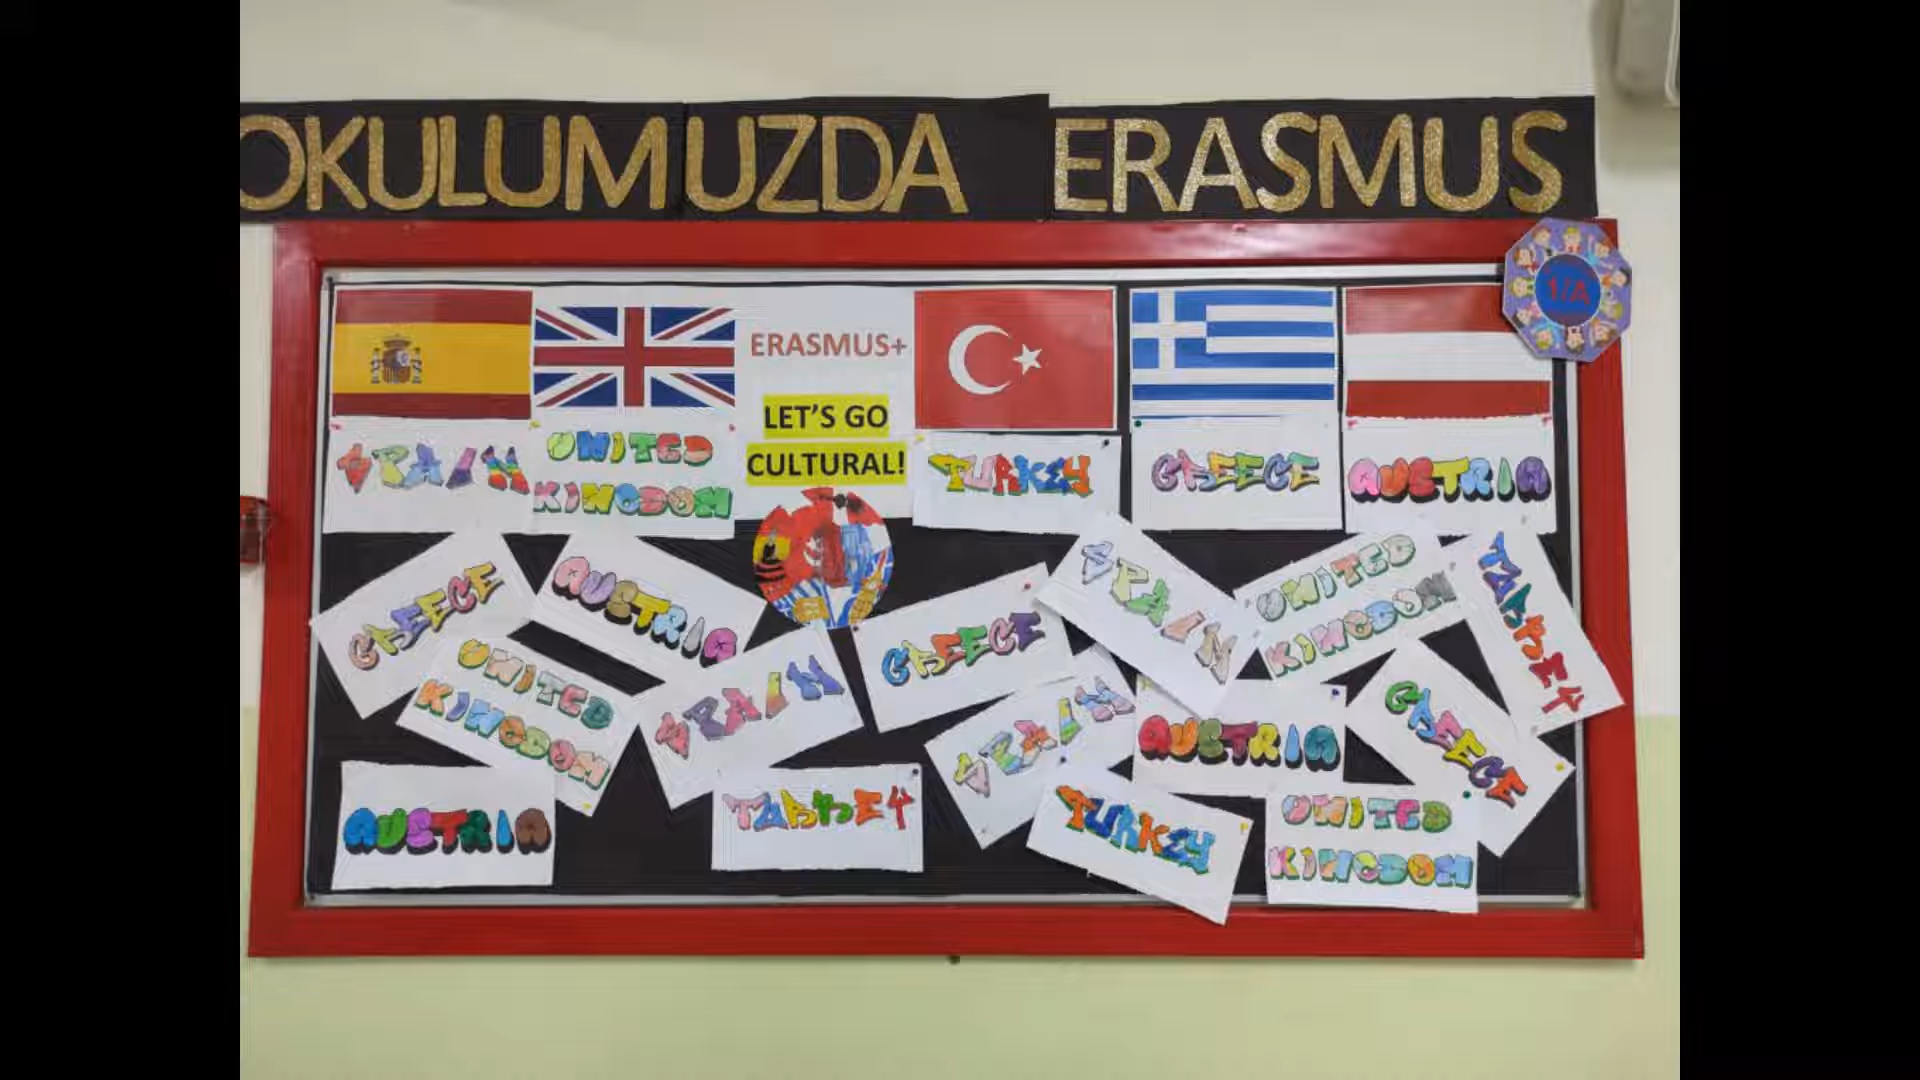 OKULUMUZDA ERASMUS
1/A
ERASMUS+
LET'S GO
CULTURAL!
SPAIN
UNITED
KINGDOM
TURKEY
GREECE
AUSTRIA
GREECE
AUSTRIA
UNITED
KINGDOM
SPAIN
GREECE
SPAIN
UNITED
KINGDOM
TURKEY
SPAIN
AUSTRIA
GREECE
AUSTRIA
TURKEY
TURKEY
UNITED
KINGDOM